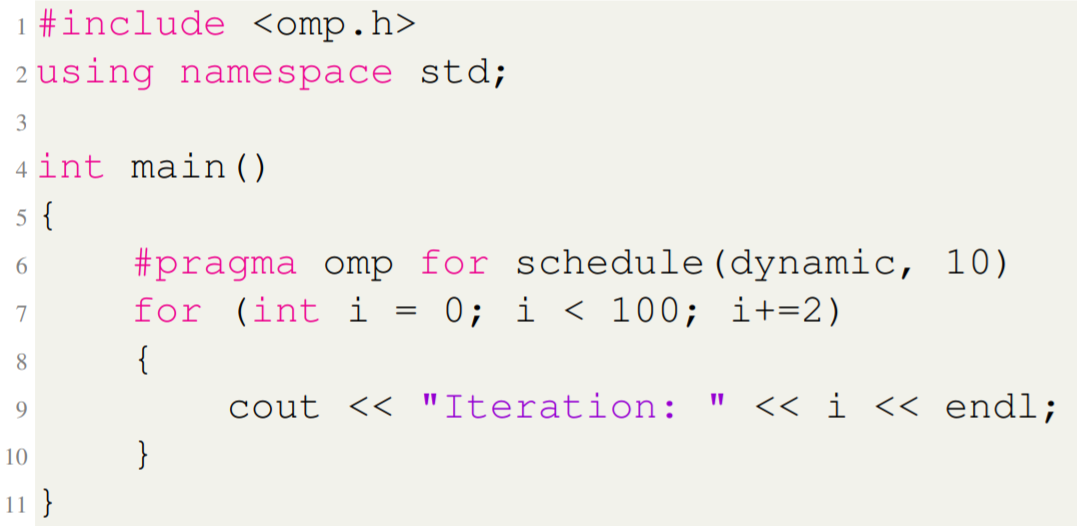 1 #include <omp.h>
2 using namespace std;
3
4 int main()
5 {
6 #pragma omp for schedule(dynamic, 10)
7 for (int i = 0; i < 100; i+=2)
8 {
9 cout << "Iteration: " << i << endl;
10 }
11 }